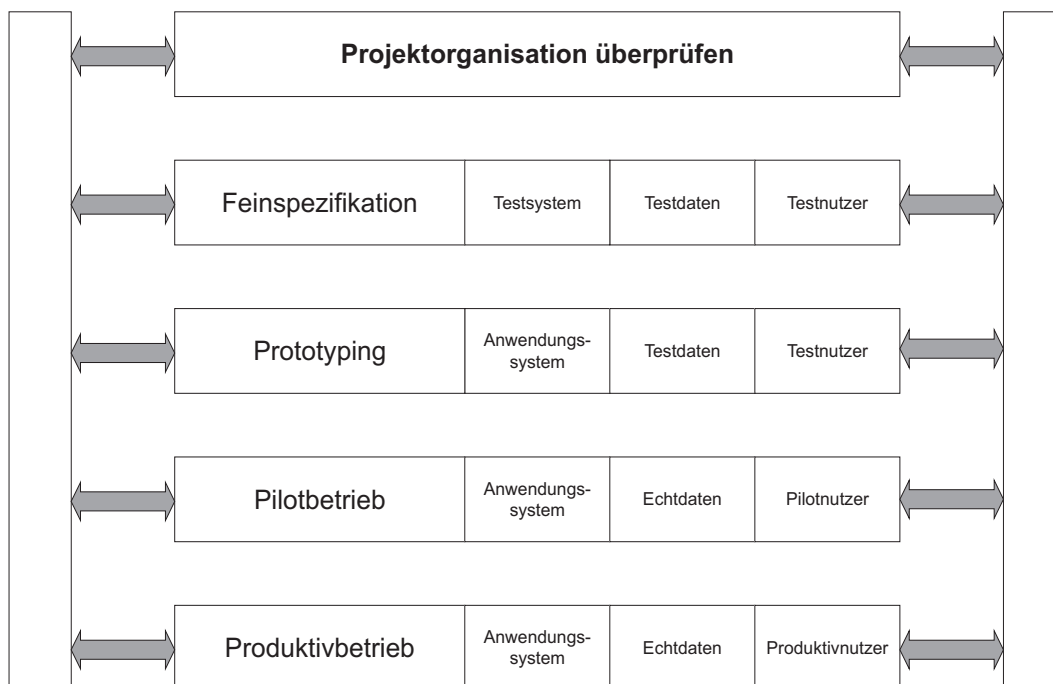 Projektorganisation überprüfen
Feinspezifikation
Testsystem
Testdaten
Testnutzer
Prototyping
Anwendungs-
system
Testdaten
Testnutzer
Pilotbetrieb
Anwendungs-
system
Echtdaten
Pilotnutzer
Produktivbetrieb
Anwendungs-
system
Echtdaten
Produktivnutzer